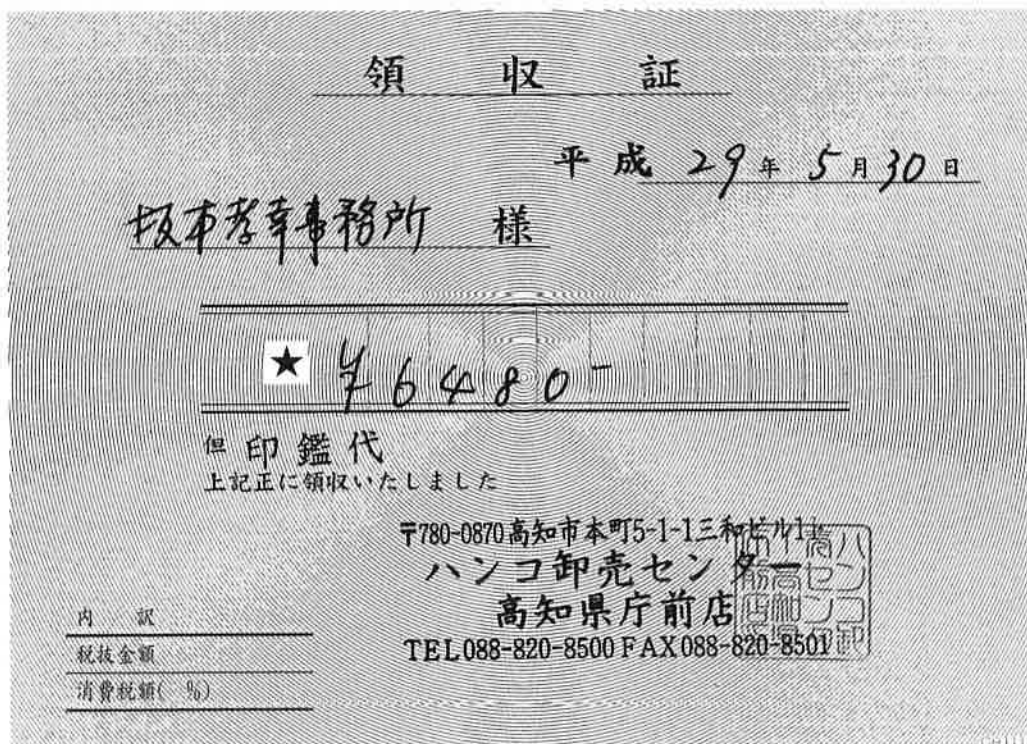 領収証
平成 29年 5月 30日
坂本孝幸事務所 様
★ ¥6480-
但 印鑑代
上記正に領収いたしました
〒780-0870高知市本町5-1-1三和ビル1
ハンコ卸売センター
高知県庁前店
TEL088-820-8500 FAX088-820-8501
内 訳
税抜金額
消費税額( %)